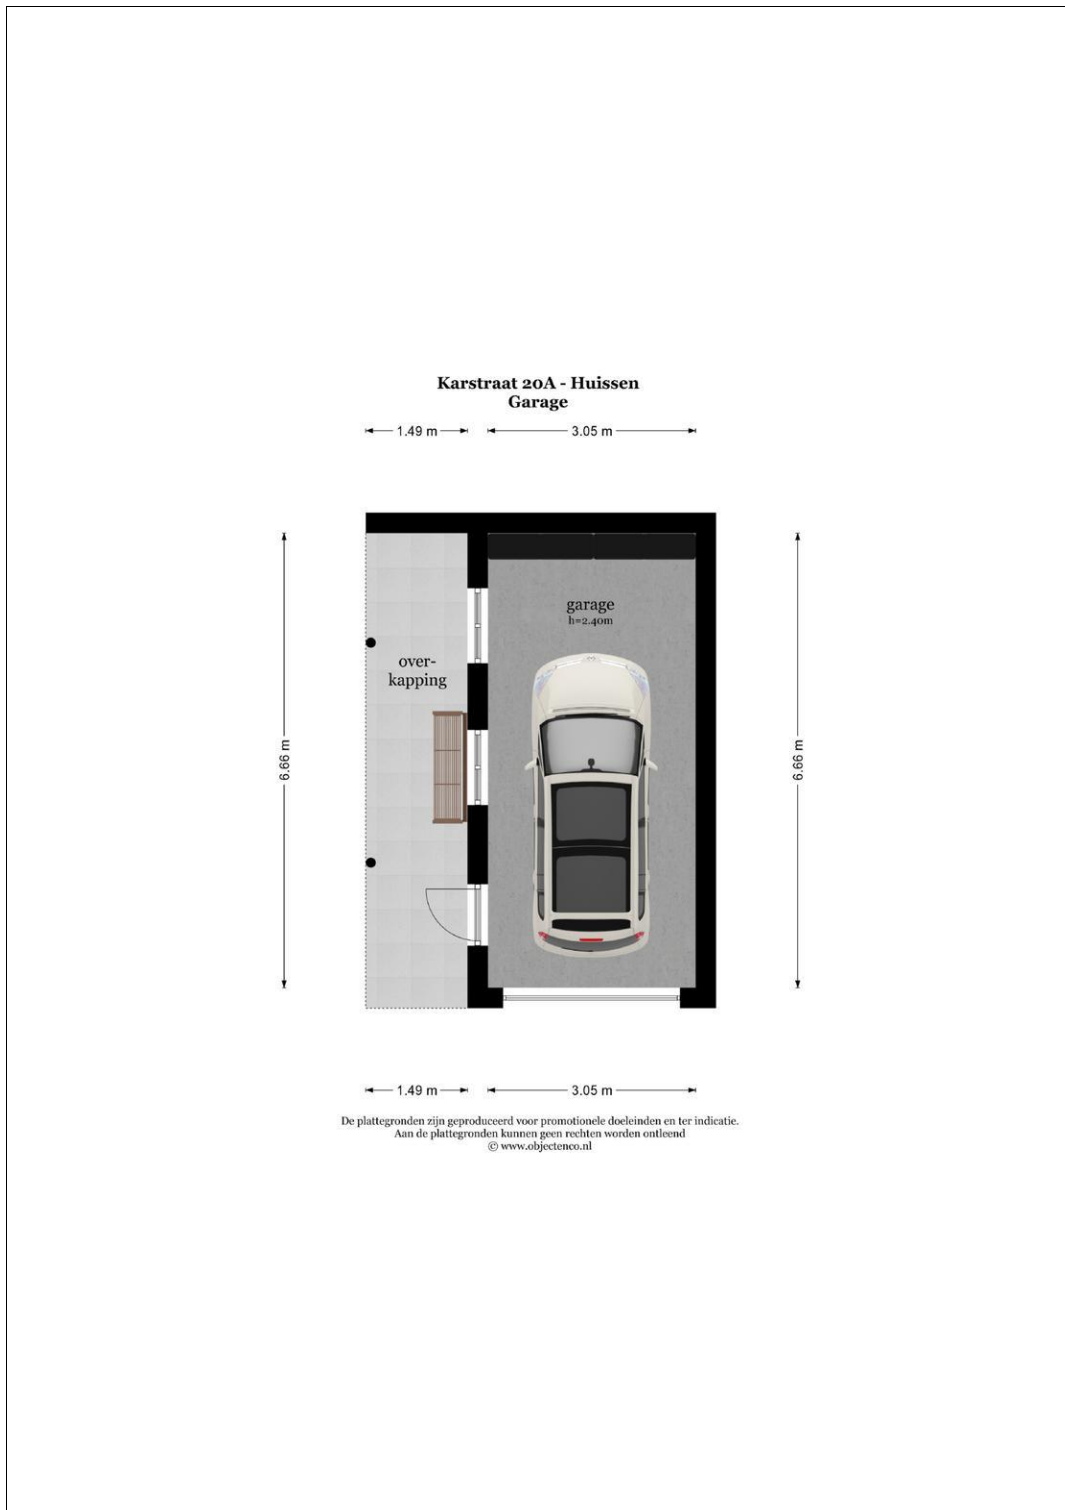 Karstraat 20A - Huissen
Garage
1.49 m
3.05 m
garage
h=2.40m
over-
kapping
6.66 m
6.66 m
1.49 m
3.05 m
De plattegronden zijn geproduceerd voor promotionele doeleinden en ter indicatie.
Aan de plattegronden kunnen geen rechten worden ontleend
© www.objectenco.nl